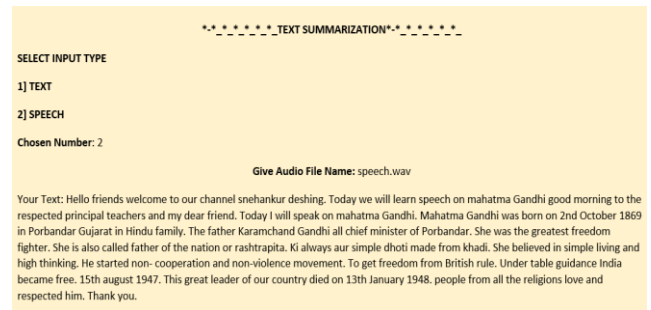 *-*_*_*_*_*_*_TEXT SUMMARIZATION*-*_*_*_*_*_*_
SELECT INPUT TYPE
1] TEXT
2] SPEECH
Chosen Number: 2
Give Audio File Name: speech.wav
Your Text: Hello friends welcome to our channel snehankur deshing. Today we will learn speech on mahatma Gandhi good morning to the
respected principal teachers and my dear friend. Today I will speak on mahatma Gandhi. Mahatma Gandhi was born on 2nd October 1869
in Porbandar Gujarat in Hindu family. The father Karamchand Gandhi all chief minister of Porbandar. She was the greatest freedom
fighter. She is also called father of the nation or rashtrapita. Ki always aur simple dhoti made from khadi. She believed in simple living and
high thinking. He started non- cooperation and non-violence movement. To get freedom from British rule. Under table guidance India
became free. 15th august 1947. This great leader of our country died on 13th January 1948. people from all the religions love and
respected him. Thank you.